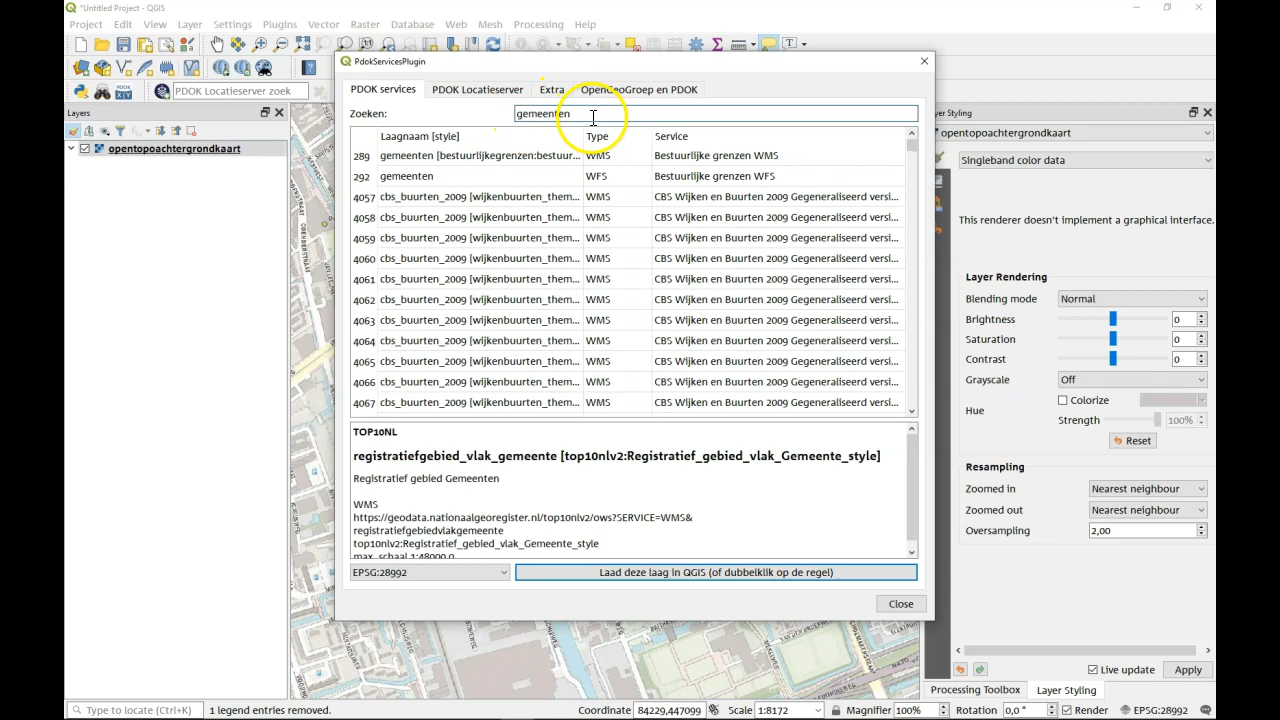 *Untitled Project - QGIS
Project Edit View Layer Settings Plugins Vector Raster Database Web Mesh Processing Help
PDOK Locatieserver zoek
Layers
opentopoachtergrondkaart
PdokServicesPlugin
PDOK services PDOK Locatieserver Extra OpenGeoGroep en PDOK
Zoeken: gemeenten
Laagnaam [style] Type Service
289 gemeenten [bestuurlijkegrenzen:bestuur... WMS Bestuurlijke grenzen WMS
292 gemeenten WFS Bestuurlijke grenzen WFS
4057 cbs_buurten_2009 [wijkenbuurten_them... WMS CBS Wijken en Buurten 2009 Gegeneraliseerd versi...
4058 cbs_buurten_2009 [wijkenbuurten_them... WMS CBS Wijken en Buurten 2009 Gegeneraliseerd versi...
4059 cbs_buurten_2009 [wijkenbuurten_them... WMS CBS Wijken en Buurten 2009 Gegeneraliseerd versi...
4060 cbs_buurten_2009 [wijkenbuurten_them... WMS CBS Wijken en Buurten 2009 Gegeneraliseerd versi...
4061 cbs_buurten_2009 [wijkenbuurten_them... WMS CBS Wijken en Buurten 2009 Gegeneraliseerd versi...
4062 cbs_buurten_2009 [wijkenbuurten_them... WMS CBS Wijken en Buurten 2009 Gegeneraliseerd versi...
4063 cbs_buurten_2009 [wijkenbuurten_them... WMS CBS Wijken en Buurten 2009 Gegeneraliseerd versi...
4064 cbs_buurten_2009 [wijkenbuurten_them... WMS CBS Wijken en Buurten 2009 Gegeneraliseerd versi...
4065 cbs_buurten_2009 [wijkenbuurten_them... WMS CBS Wijken en Buurten 2009 Gegeneraliseerd versi...
4066 cbs_buurten_2009 [wijkenbuurten_them... WMS CBS Wijken en Buurten 2009 Gegeneraliseerd versi...
4067 cbs_buurten_2009 [wijkenbuurten_them... WMS CBS Wijken en Buurten 2009 Gegeneraliseerd versi...
TOP10NL
registratiefgebied_vlak_gemeente [top10nlv2:Registratief_gebied_vlak_Gemeente_style]
Registratief gebied Gemeenten
WMS
https://geodata.nationaalgeoregister.nl/top10nlv2/ows?SERVICE=WMS&
registratiefgebiedvlakgemeente
top10nlv2:Registratief_gebied_vlak_Gemeente_style
max. schaal 1:48000.0
EPSG:28992 Laad deze laag in QGIS (of dubbelklik op de regel)
Close
yer Styling
opentopoachtergrondkaart
Singleband color data
This renderer doesn't implement a graphical interface.
Layer Rendering
Blending mode Normal
Brightness 0
Saturation 0
Contrast 0
Grayscale Off
Hue Colorize
Strength 100%
Reset
Resampling
Zoomed in Nearest neighbour
Zoomed out Nearest neighbour
Oversampling 2,00
Live update Apply
Processing Toolbox Layer Styling
Type to locate (Ctrl+K) 1 legend entries removed. Coordinate 84229,447099 Scale 1:8172 Magnifier 100% Rotation 0,0 ° Render EPSG:28992